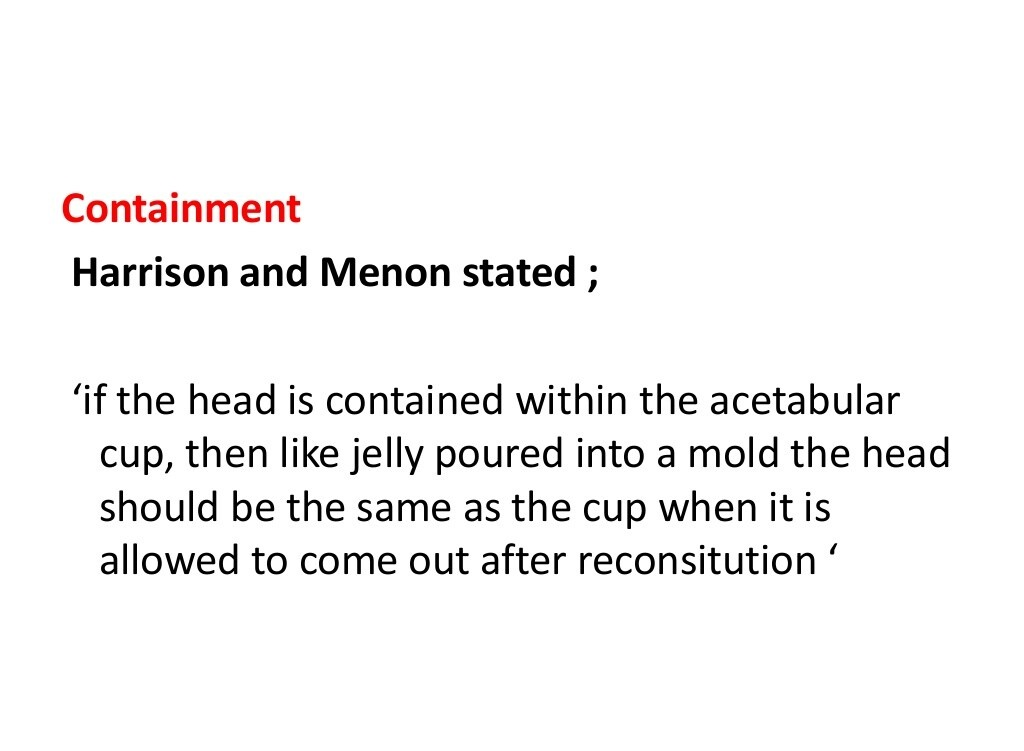 Containment
Harrison and Menon stated ;
‘if the head is contained within the acetabular
cup, then like jelly poured into a mold the head
should be the same as the cup when it is
allowed to come out after reconsitution ‘